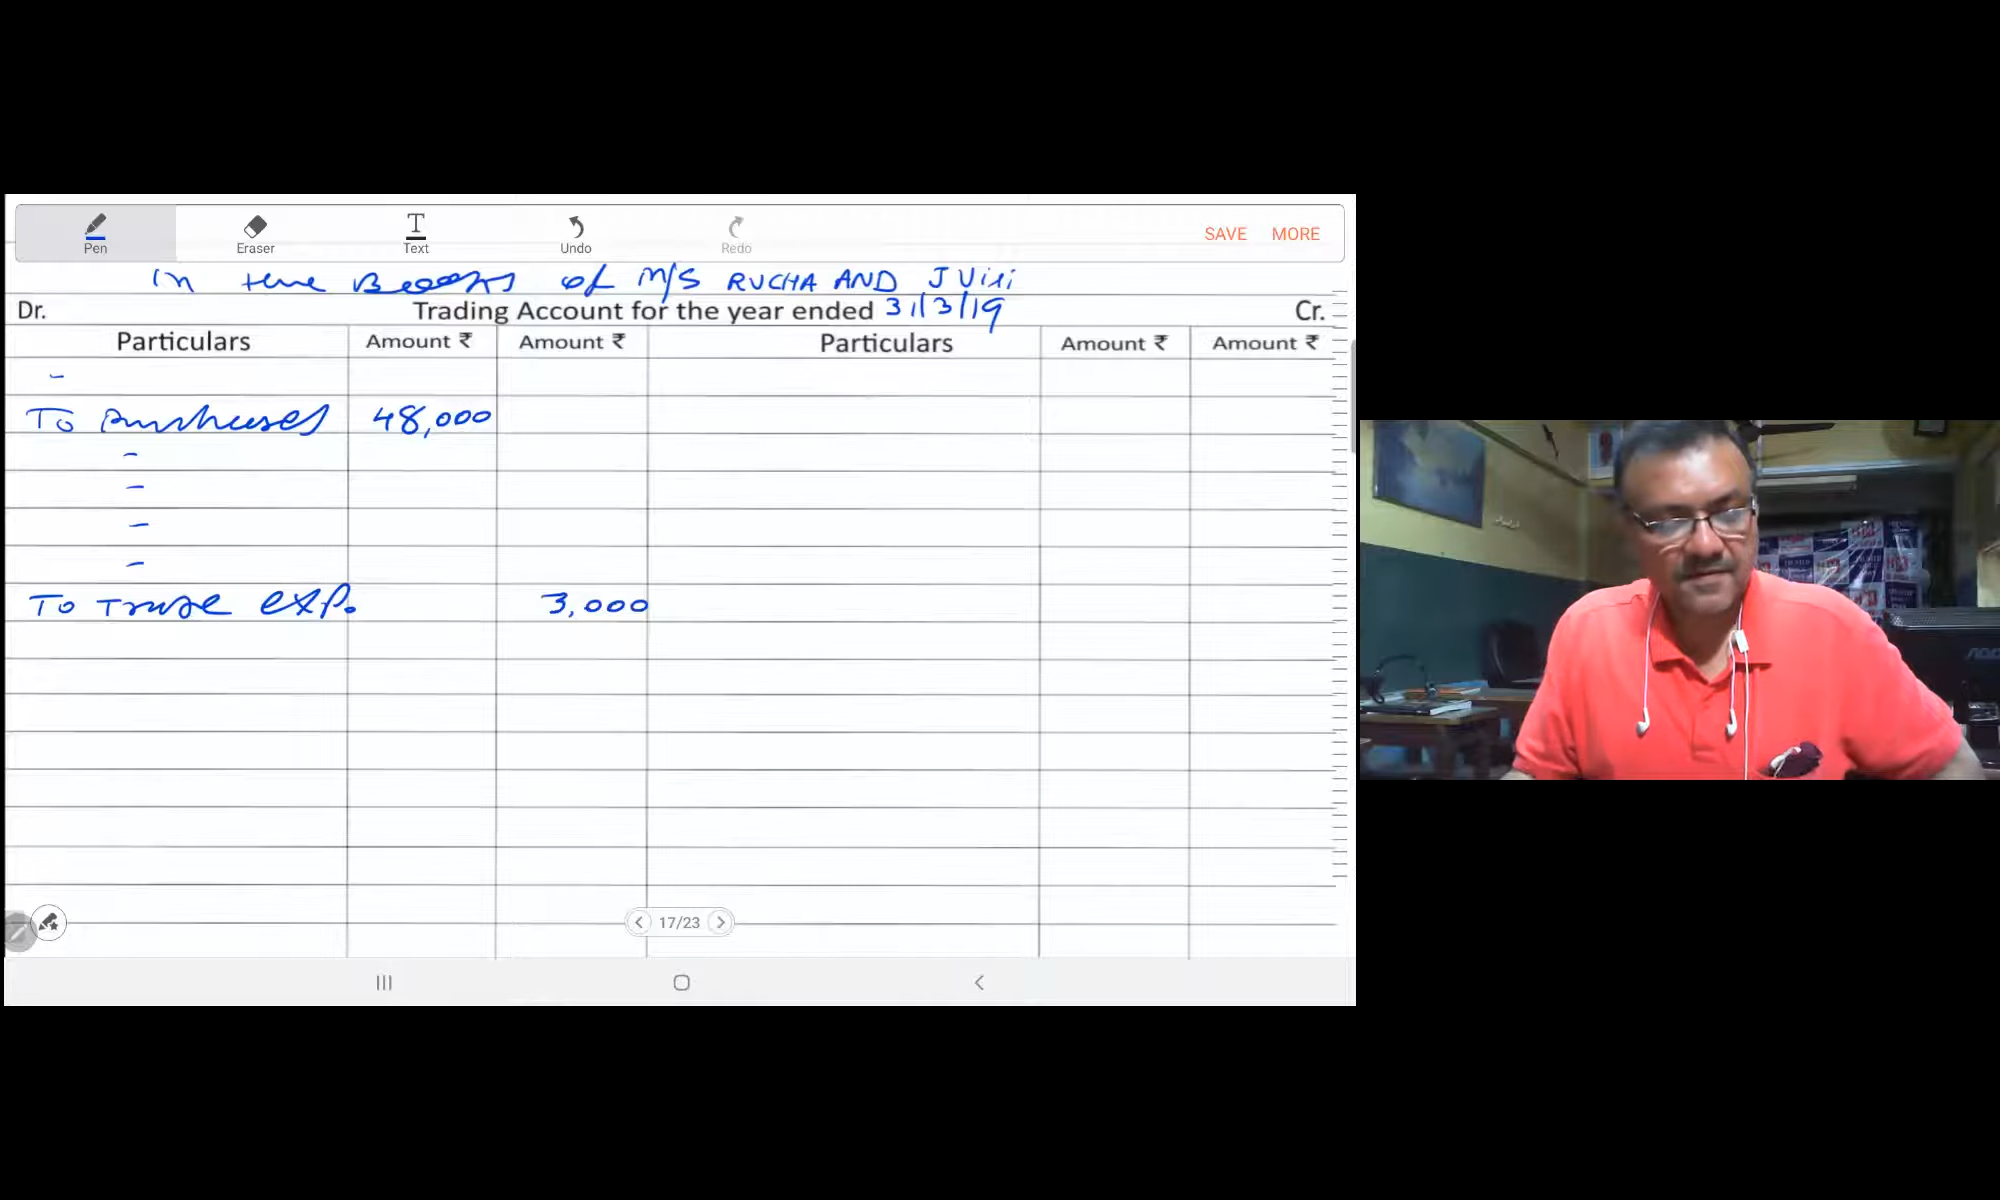 Pen Eraser Text Undo Redo SAVE MORE
In the Books of M/S RUCHA AND JUIli
Dr. Trading Account for the year ended 31/3/19 Cr.
Particulars Amount ₹ Amount ₹ Particulars Amount ₹ Amount ₹
-
To Purchases 48,000
-
-
-
-
To Trade exp. 3,000
17/23